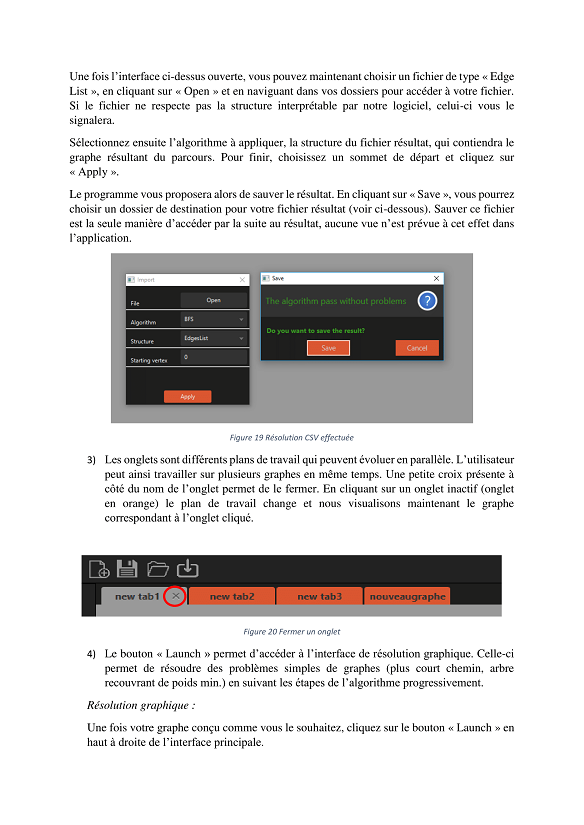 Une fois l'interface ci-dessus ouverte, vous pouvez maintenant choisir un fichier de type « Edge
List », en cliquant sur « Open » et en naviguant dans vos dossiers pour accéder à votre fichier.
Si le fichier ne respecte pas la structure interprétable par notre logiciel, celui-ci vous le
signalera.
Sélectionnez ensuite l'algorithme à appliquer, la structure du fichier résultat, qui contiendra le
graphe résultant du parcours. Pour finir, choisissez un sommet de départ et cliquez sur
« Apply ».
Le programme vous proposera alors de sauver le résultat. En cliquant sur « Save », vous pourrez
choisir un dossier de destination pour votre fichier résultat (voir ci-dessous). Sauver ce fichier
est la seule manière d'accéder par la suite au résultat, aucune vue n'est prévue à cet effet dans
l'application.
Import
File Open
Algorithm BFS
Structure EdgesList
Starting vertex 0
Apply
Save
The algorithm pass without problems
Do you want to save the result?
Save Cancel
Figure 19 Résolution CSV effectuée
3) Les onglets sont différents plans de travail qui peuvent évoluer en parallèle. L'utilisateur
peut ainsi travailler sur plusieurs graphes en même temps. Une petite croix présente à
côté du nom de l'onglet permet de le fermer. En cliquant sur un onglet inactif (onglet
en orange) le plan de travail change et nous visualisons maintenant le graphe
correspondant à l'onglet cliqué.
new tab1 new tab2 new tab3 nouveaugraphe
Figure 20 Fermer un onglet
4) Le bouton « Launch » permet d'accéder à l'interface de résolution graphique. Celle-ci
permet de résoudre des problèmes simples de graphes (plus court chemin, arbre
recouvrant de poids min.) en suivant les étapes de l'algorithme progressivement.
Résolution graphique :
Une fois votre graphe conçu comme vous le souhaitez, cliquez sur le bouton « Launch » en
haut à droite de l'interface principale.